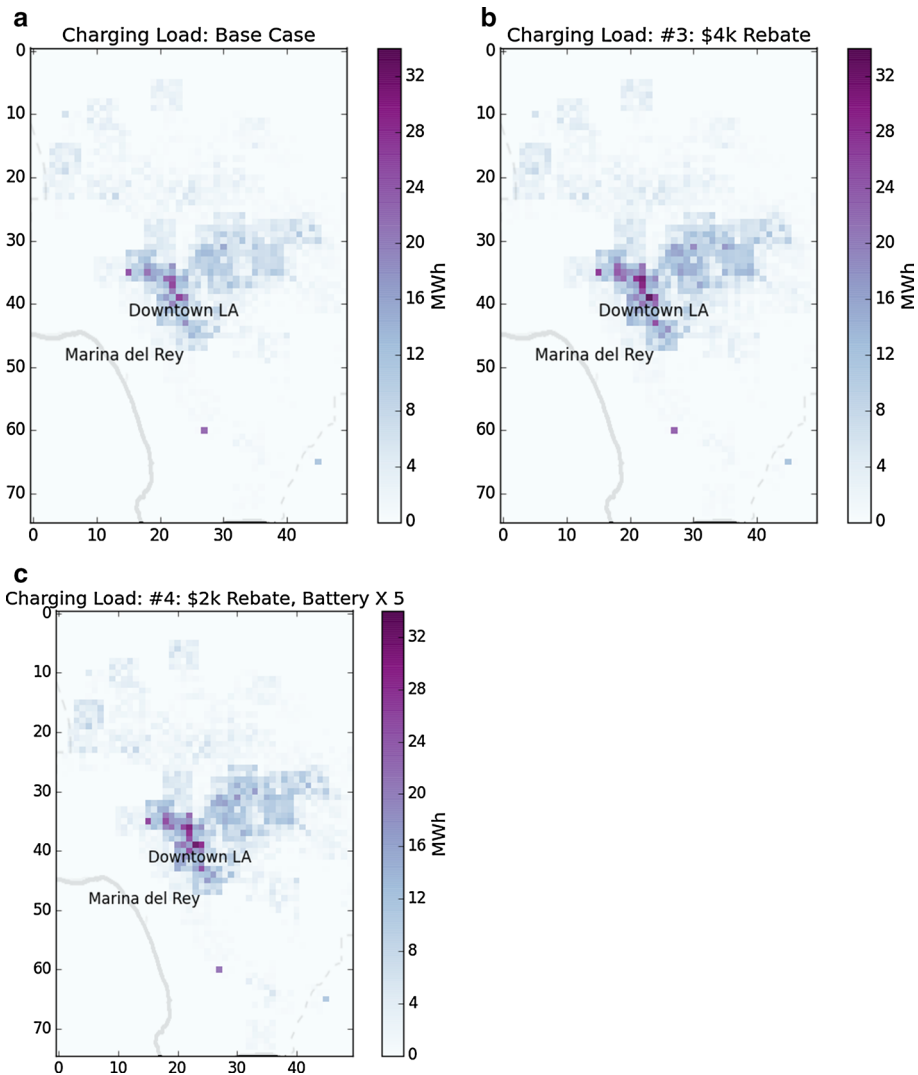 a
Charging Load: Base Case
0
10
20
30
40
50
60
70
0 10 20 30 40
Downtown LA
Marina del Rey
32
28
24
20
16
12
8
4
0
MWh
b
Charging Load: #3: $4k Rebate
0
10
20
30
40
50
60
70
0 10 20 30 40
Downtown LA
Marina del Rey
32
28
24
20
16
12
8
4
0
MWh
c
Charging Load: #4: $2k Rebate, Battery X 5
0
10
20
30
40
50
60
70
0 10 20 30 40
Downtown LA
Marina del Rey
32
28
24
20
16
12
8
4
0
MWh